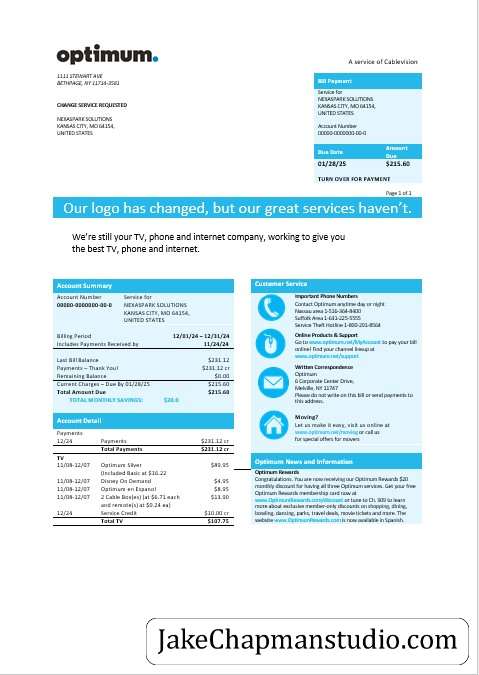 optimum.
A service of Cablevision
1111 STEWART AVE
BETHPAGE, NY 11714-3581
CHANGE SERVICE REQUESTED
NEXASPARK SOLUTIONS
KANSAS CITY, MO 64154,
UNITED STATES
Bill Payment
Service for
NEXASPARK SOLUTIONS
KANSAS CITY, MO 64154,
UNITED STATES
Account Number
00000-0000000-00-0
Due Date Amount Due
01/28/25 $215.60
TURN OVER FOR PAYMENT
Page 1 of 1
Our logo has changed, but our great services haven't.
We're still your TV, phone and internet company, working to give you
the best TV, phone and internet.
Account Summary
Account Number Service for
00000-0000000-00-0 NEXASPARK SOLUTIONS
KANSAS CITY, MO 64154,
UNITED STATES
Billing Period 12/01/24 – 12/31/24
Includes Payments Received by 11/24/24
Last Bill Balance $231.12
Payments – Thank You! $231.12 cr
Remaining Balance $0.00
Current Charges – Due By 01/28/25 $215.60
Total Amount Due $215.60
TOTAL MONTHLY SAVINGS: $20.0
Account Detail
Payments
12/24 Payments $231.12 cr
Total Payments $231.12 cr
TV
11/08-12/07 Optimum Silver $89.95
(Included Basic at $16.22
11/08-12/07 Disney On Demand $4.95
11/08-12/07 Optimum en Espanol $8.95
11/08-12/07 2 Cable Box(es) (at $6.71 each $13.90
and remote(s) at $0.24 ea)
12/24 Service Credit $10.00 cr
Total TV $107.75
Customer Service
Important Phone Numbers
Contact Optimum anytime day or night
Nassau area 1-516-364-8400
Suffolk Area 1-631-225-5555
Service Theft Hotline 1-800-291-8564
Online Products & Support
Go to www.optimum.net/MyAccount to pay your bill
online! Find your channel lineup at
www.optimum.net/support
Written Correspondence
Optimum
6 Corporate Center Drive,
Melville, NY 11747
Please do not write on this bill or send payments to
this address.
Moving?
Let us make it easy, visit is online at
www.optimum.net/moving or call us
for special offers for movers
Optimum News and Information
Optimum Rewards
Congratulations. You are now receiving our Optimum Rewards $20
monthly discount for having all three Optimum services. Get your free
Optimum Rewards membership card now at
www.OptimumRewards.com/discount or tune to Ch. 909 to learn
more about exclusive member-only discounts on shopping, dining,
bowling, dancing, parks, travel deals, movie tickets and more. The
website www.OptimumRewards.com is now available in Spanish.
JakeChapmanstudio.com